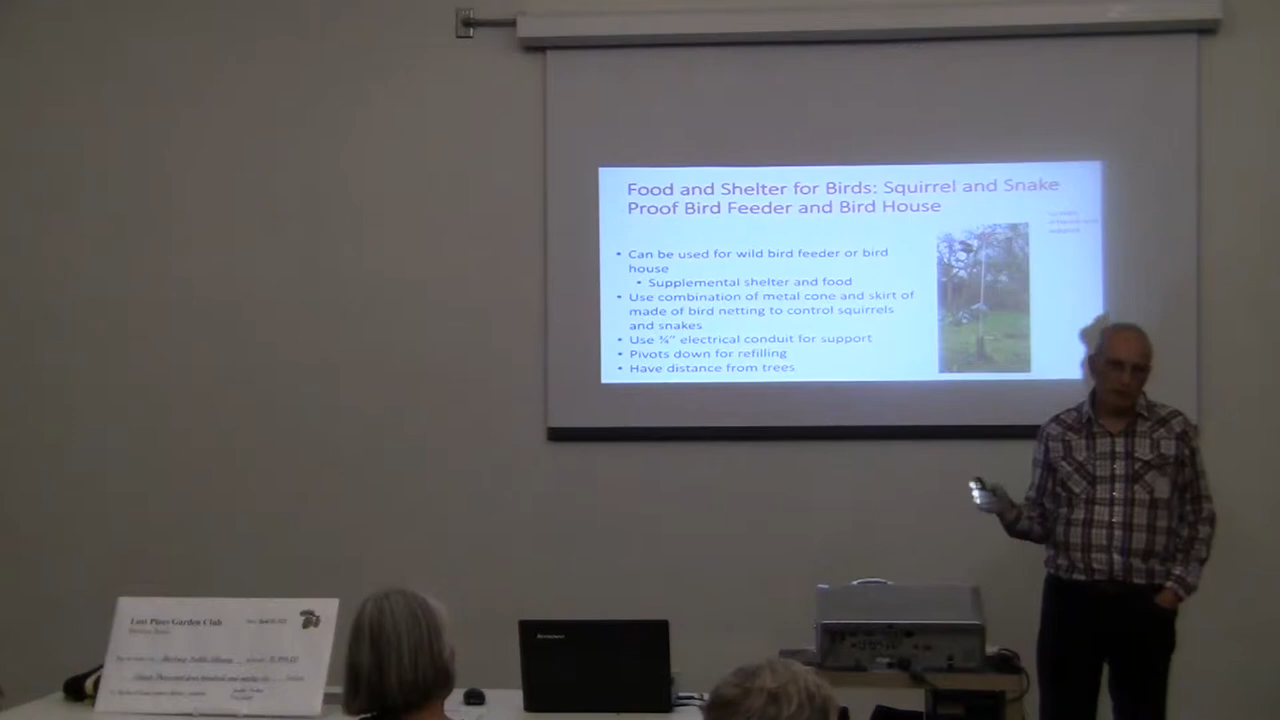 Food and Shelter for Birds: Squirrel and Snake
Proof Bird Feeder and Bird House
• Can be used for wild bird feeder or bird
house
• Supplemental shelter and food
• Use combination of metal cone and skirt of
made of bird netting to control squirrels
and snakes
• Use ¾” electrical conduit for support
• Pivots down for refilling
• Have distance from trees
Lost Pines Garden Club
Lenovo